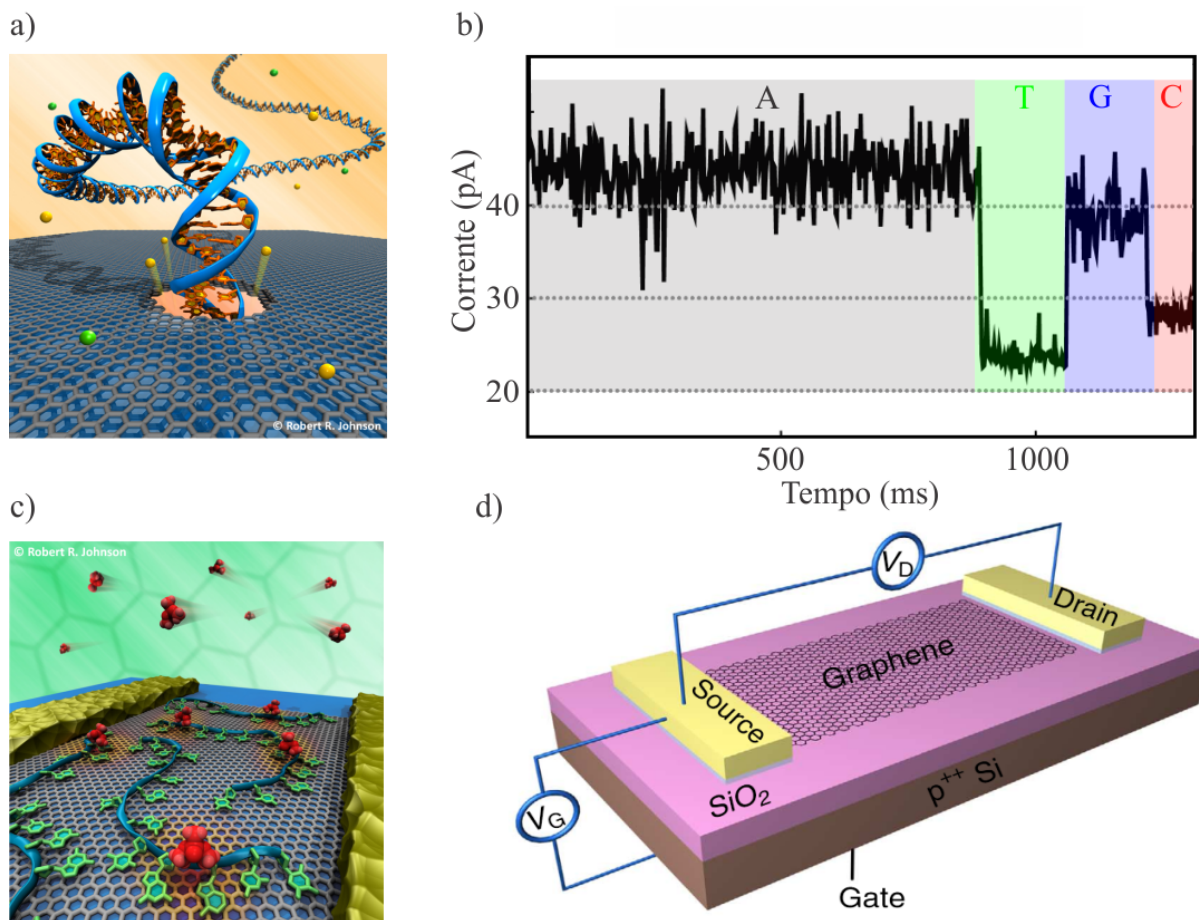 a)
© Robert R. Johnson
b)
A
T
G
C
40
30
20
Corrente (pA)
500
1000
Tempo (ms)
c)
© Robert R. Johnson
d)
V_D
Drain
Graphene
Source
SiO₂
p⁺⁺ Si
V_G
Gate